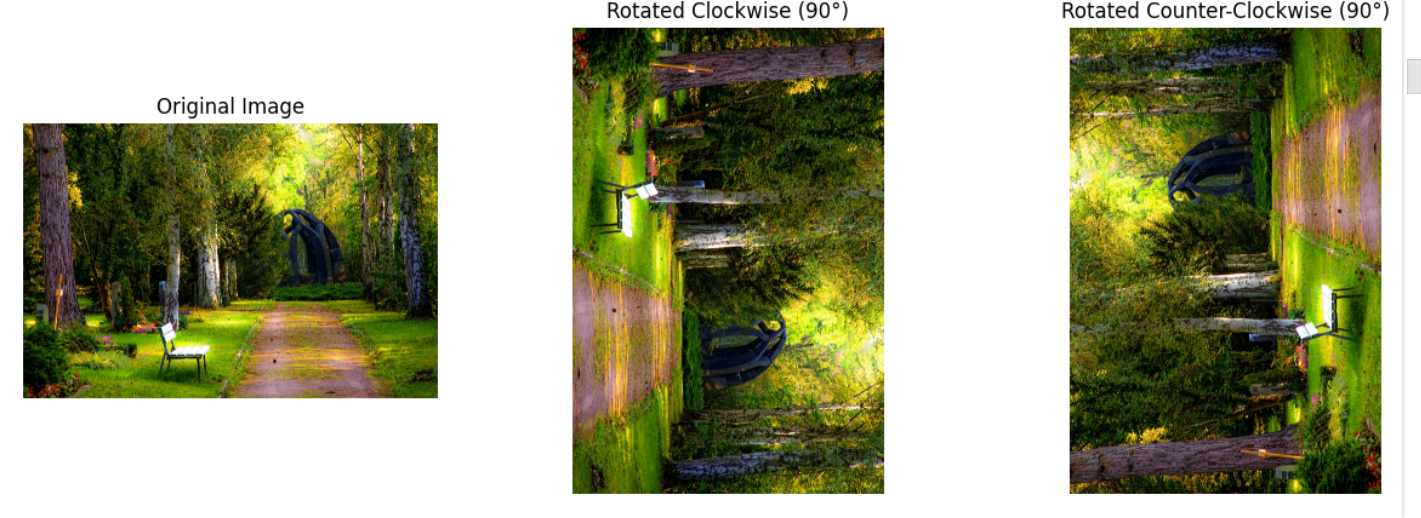 Rotated Clockwise (90°)
Rotated Counter-Clockwise (90°)
Original Image